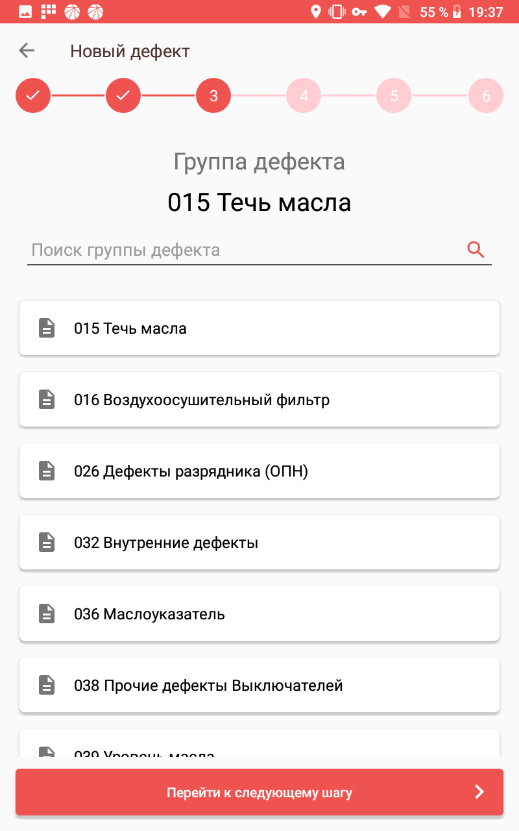 55 % 19:37
Новый дефект
3 4 5 6
Группа дефекта
015 Течь масла
Поиск группы дефекта
015 Течь масла
016 Воздухоосушительный фильтр
026 Дефекты разрядника (ОПН)
032 Внутренние дефекты
036 Маслоуказатель
038 Прочие дефекты Выключателей
039 Уровень масла
Перейти к следующему шагу